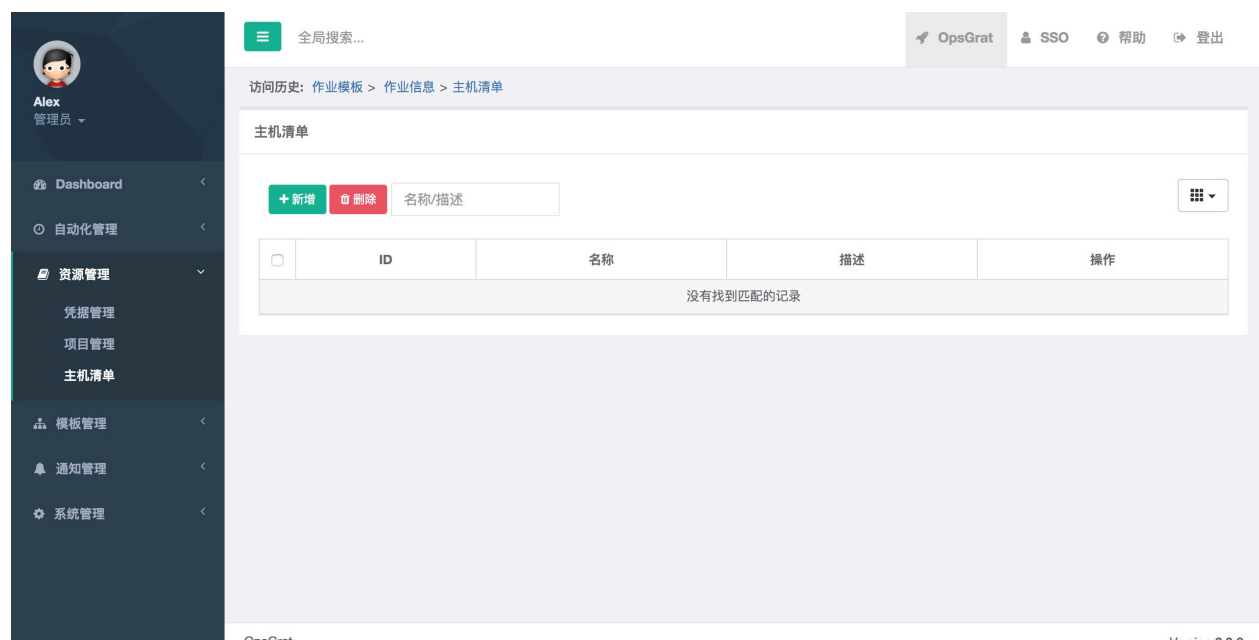 Alex
管理员
Dashboard
自动化管理
资源管理
凭据管理
项目管理
主机清单
模板管理
通知管理
系统管理
全局搜索...
OpsGrat SSO 帮助 登出
访问历史: 作业模板 > 作业信息 > 主机清单
主机清单
新增 删除 名称/描述
ID 名称 描述 操作
没有找到匹配的记录